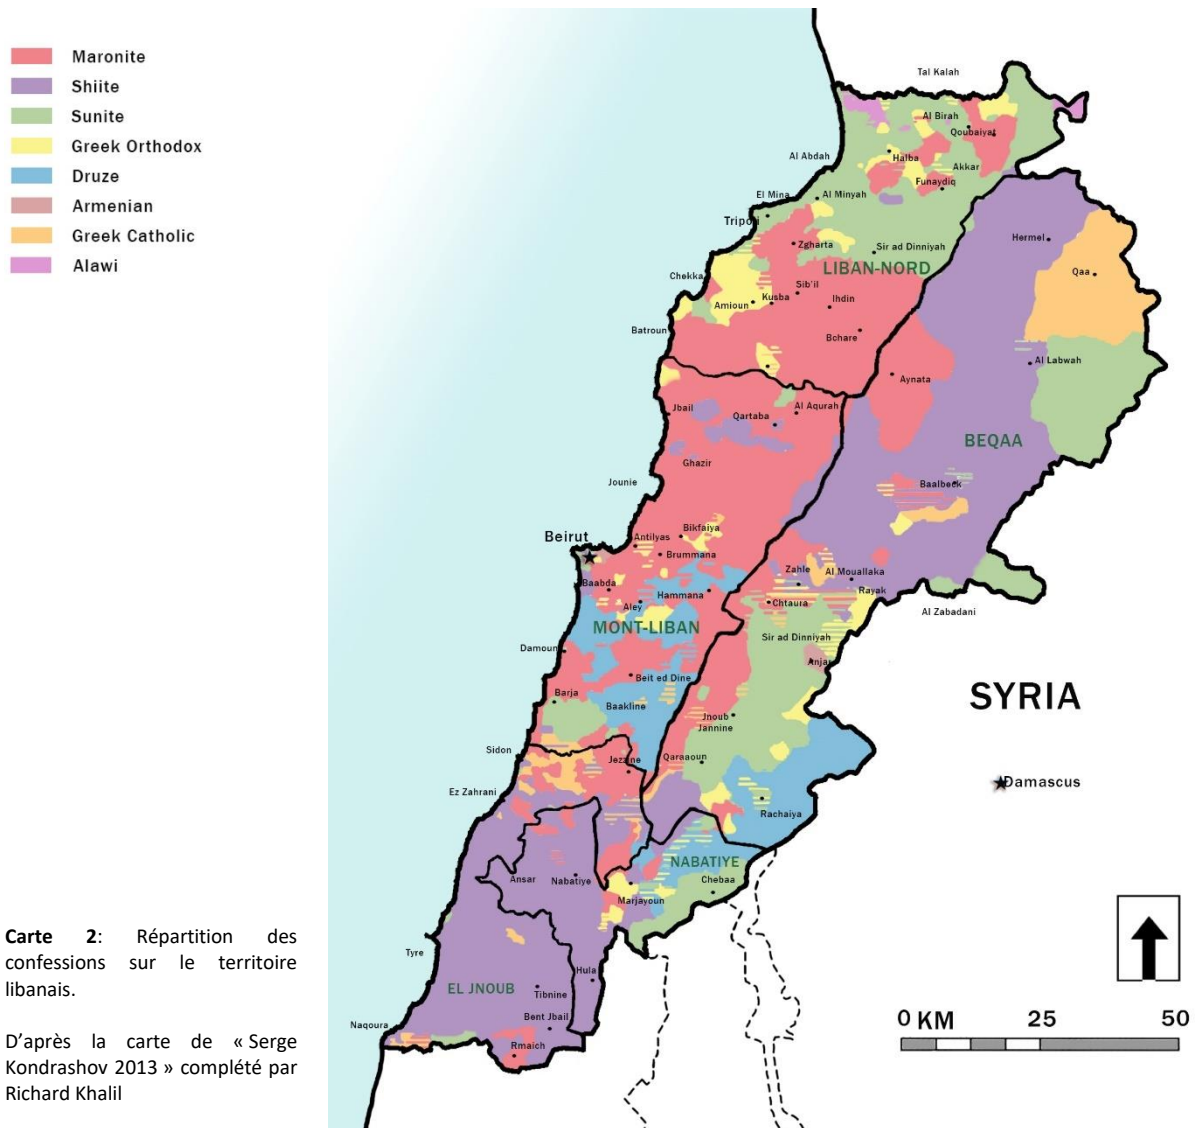 Maronite
Shiite
Sunite
Greek Orthodox
Druze
Armenian
Greek Catholic
Alawi
Tal Kalah
Al Birah
Qoubaiyat
Al Abdah
Halba
Akkar
Funaydiq
El Mina
Al Minyah
Tripoli
Zgharta
Sir ad Dinniyah
Hermel
LIBAN-NORD
Qaa
Chekka
Sib'il
Amioun
Kusba
Ihdin
Batroun
Bchare
Al Labwah
Aynata
Jbail
Al Aqurah
Qartaba
BEQAA
Ghazir
Jounie
Baalbeck
Bikfaiya
Beirut
Antilyas
Brummana
Zahle
Al Mouallaka
Baabda
Hammana
Rayak
Aley
Chtaura
Al Zabadani
MONT-LIBAN
Sir ad Dinniyah
Damoun
Anjar
Beit ed Dine
SYRIA
Barja
Baakline
Jnoub
Jannine
Sidon
Jezzine
Qaraaoun
Damascus
Ez Zahrani
Rachaiya
NABATIYE
Ansar
Nabatiye
Chebaa
Marjayoun
Tyre
Hula
EL JNOUB
Tibnine
Naqoura
Bent Jbail
Rmaich
0 KM 25 50
Carte 2: Répartition des
confessions sur le territoire
libanais.
D'après la carte de « Serge
Kondrashov 2013 » complété par
Richard Khalil